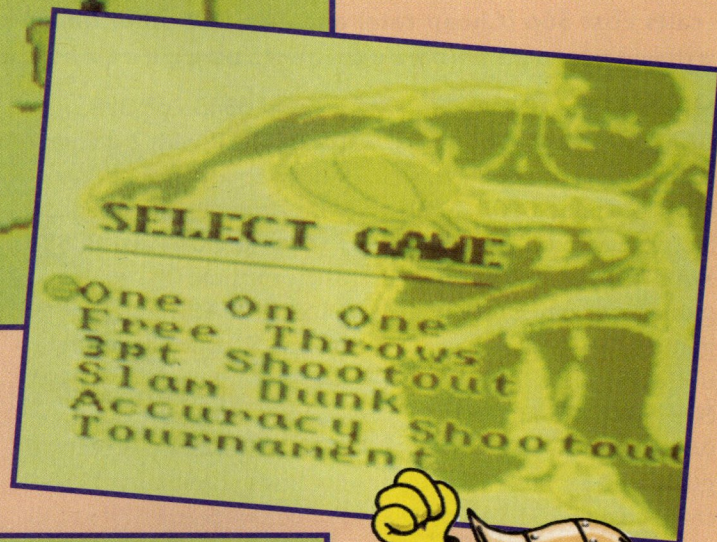 SELECT GAME
One On One
Free Throws
3pt Shootout
Slam Dunk
Accuracy Shootout
Tournament